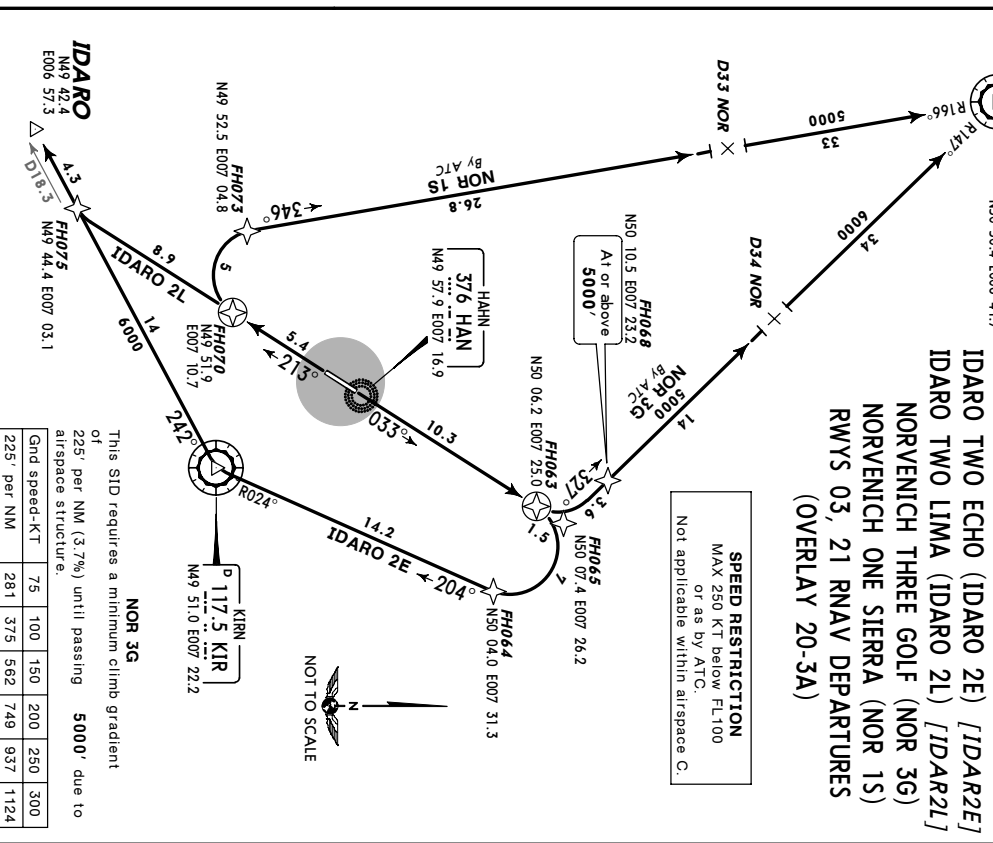 IDARO TWO ECHO (IDARO 2E) [IDAR2E]
IDARO TWO LIMA (IDARO 2L) [IDAR2L]
NORVENICH THREE GOLF (NOR 3G)
NORVENICH ONE SIERRA (NOR 1S)
RWYS 03, 21 RNAV DEPARTURES
(OVERLAY 20-3A)
SPEED RESTRICTION
MAX 250 KT below FL100
or as by ATC.
Not applicable within airspace C.
R166°
R147°
33
5000
D33 NOR
34
6000
D34 NOR
NOR 1S
By ATC
26.8
346°
FH073
N49 52.5 E007 04.8
5
NOR 3G
By ATC
5000
14
FH068
N50 10.5 E007 23.2
At or above
5000'
327°
3.6
FH065
N50 07.4 E007 26.2
1.5
FH063
N50 06.2 E007 25.0
7
FH064
N50 04.0 E007 31.3
204°
14.2
IDARO 2E
HAHN
376 HAN
N49 57.9 E007 16.9
10.3
033°
213°
5.4
FH070
N49 51.9
E007 10.7
8.9
IDARO 2L
FH075
N49 44.4 E007 03.1
4.3
D18.3
IDARO
N49 42.4
E006 57.3
14
6000
242°
R024°
KIRN
D 117.5 KIR
N49 51.0 E007 22.2
N
NOT TO SCALE
NOR 3G
This SID requires a minimum climb gradient
of
225' per NM (3.7%) until passing 5000' due to
airspace structure.
Gnd speed-KT 75 100 150 200 250 300
225' per NM 281 375 562 749 937 1124